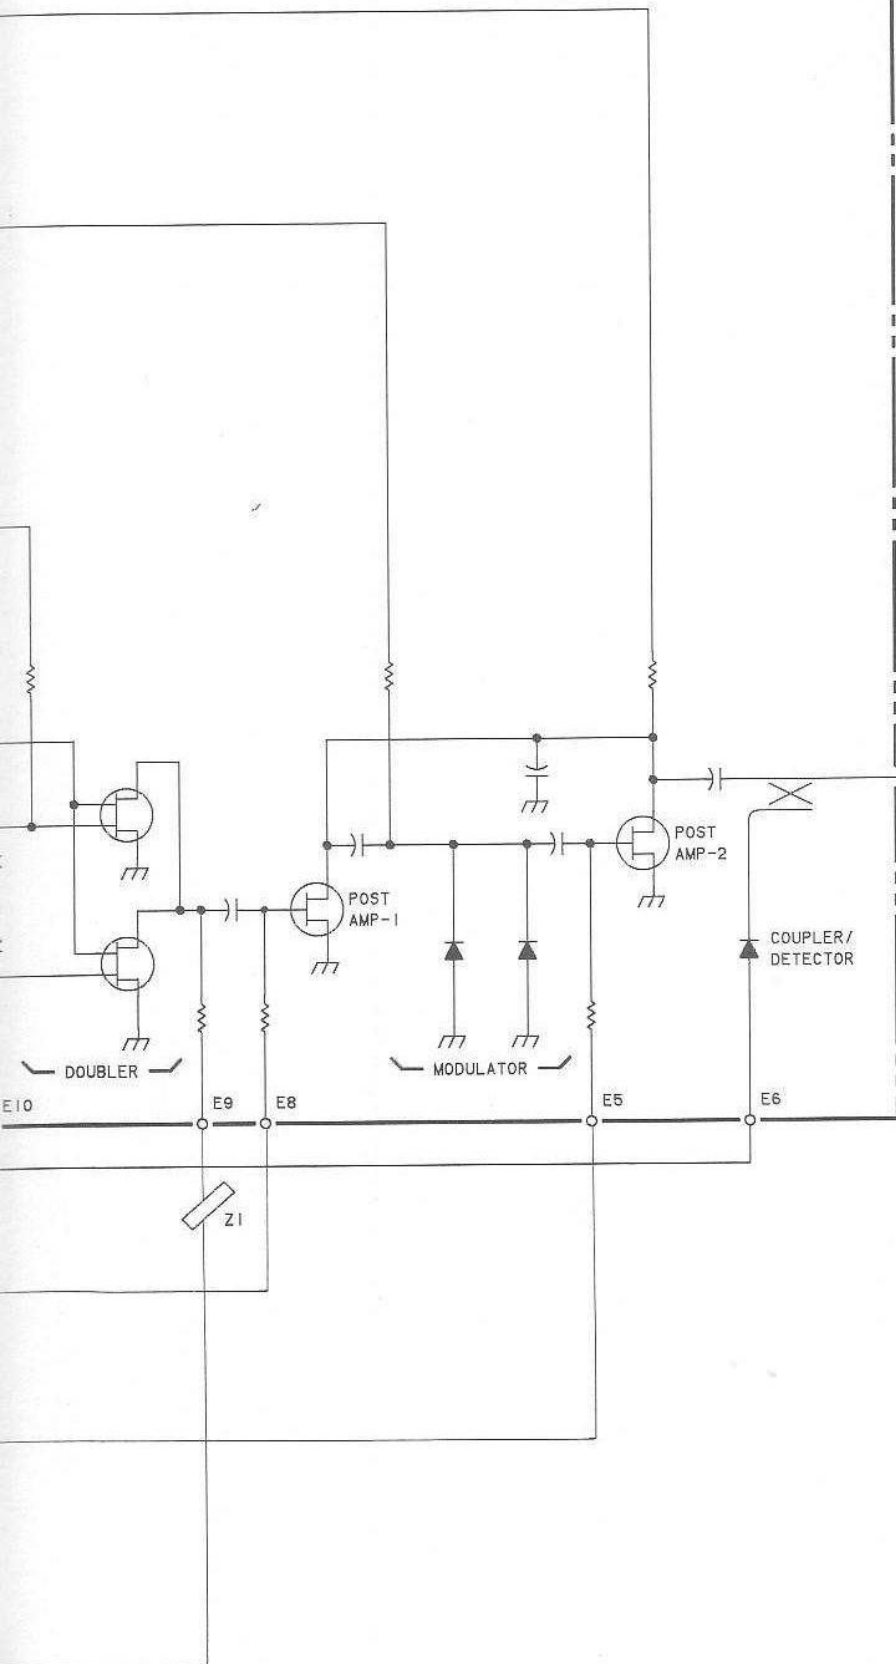 POST
AMP-2
POST
AMP-1
COUPLER/
DETECTOR
DOUBLER
MODULATOR
E10
E9
E8
E5
E6
Z1